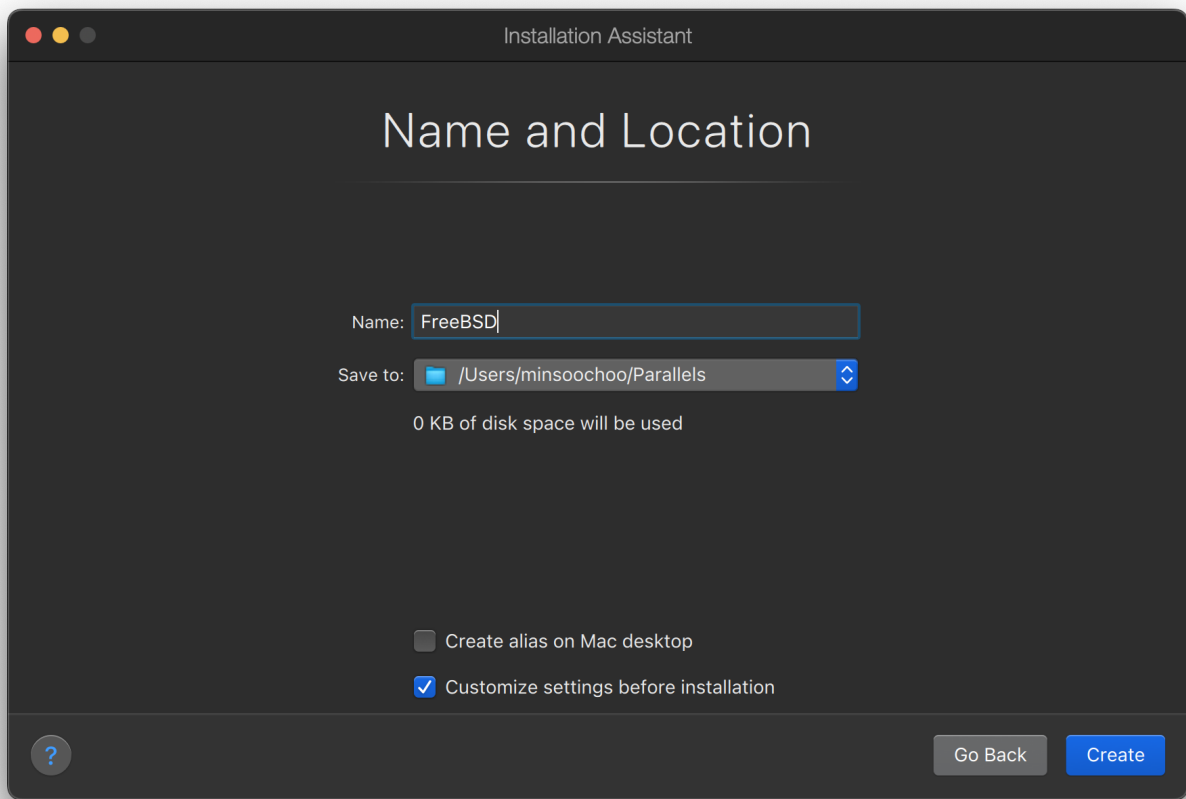 Installation Assistant
Name and Location
Name: FreeBSD
Save to: /Users/minsoochoo/Parallels
0 KB of disk space will be used
Create alias on Mac desktop
Customize settings before installation
? Go Back Create